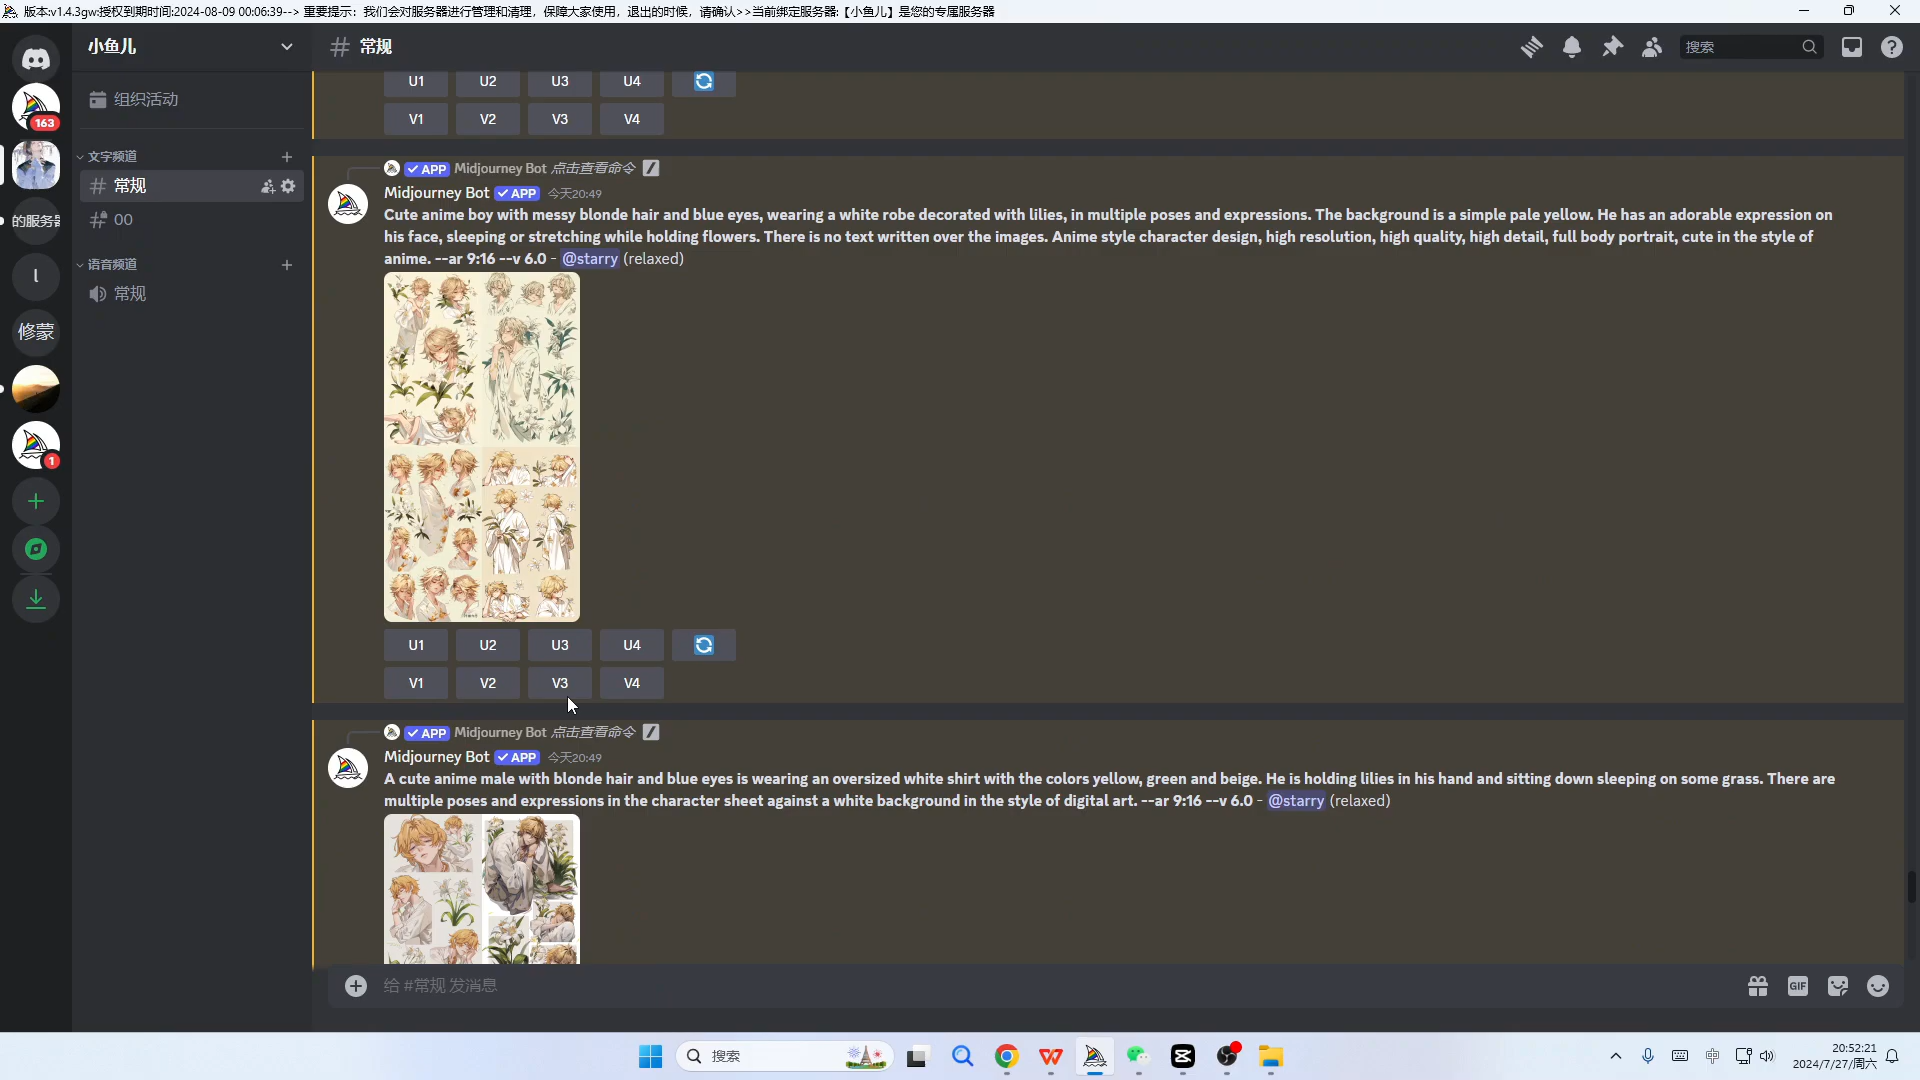 版本:v1.4.3gw:授权到期时间:2024-08-09 00:06:39--> 重要提示：我们会对服务器进行管理和清理，保障大家使用，退出的时候，请确认>>当前绑定服务器:【小鱼儿】是您的专属服务器
小鱼儿
常规
搜索
163
组织活动
文字频道
常规
的服务
00
语音频道
常规
l
修蒙
1
U1 U2 U3 U4
V1 V2 V3 V4
APP Midjourney Bot 点击查看命令
Midjourney Bot APP 今天20:49
Cute anime boy with messy blonde hair and blue eyes, wearing a white robe decorated with lilies, in multiple poses and expressions. The background is a simple pale yellow. He has an adorable expression on
his face, sleeping or stretching while holding flowers. There is no text written over the images. Anime style character design, high resolution, high quality, high detail, full body portrait, cute in the style of
anime. --ar 9:16 --v 6.0 - @starry (relaxed)
U1 U2 U3 U4
V1 V2 V3 V4
APP Midjourney Bot 点击查看命令
Midjourney Bot APP 今天20:49
A cute anime male with blonde hair and blue eyes is wearing an oversized white shirt with the colors yellow, green and beige. He is holding lilies in his hand and sitting down sleeping on some grass. There are
multiple poses and expressions in the character sheet against a white background in the style of digital art. --ar 9:16 --v 6.0 - @starry (relaxed)
给 #常规 发消息
GIF
搜索
中
20:52:21
2024/7/27/周六